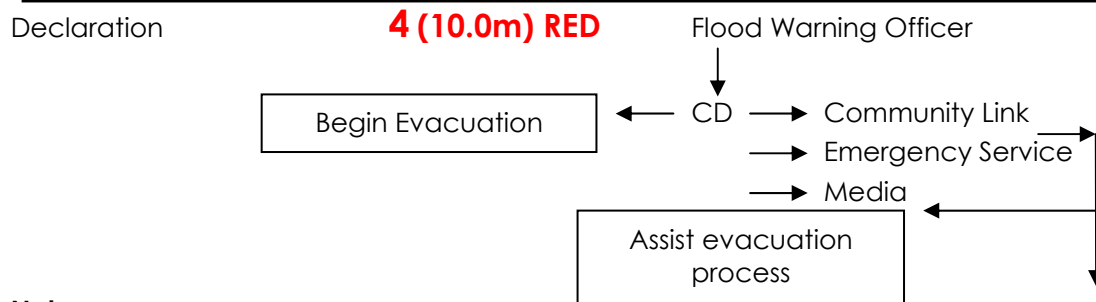 Declaration 4 (10.0m) RED Flood Warning Officer
Begin Evacuation CD Community Link
Emergency Service
Media
Assist evacuation
process